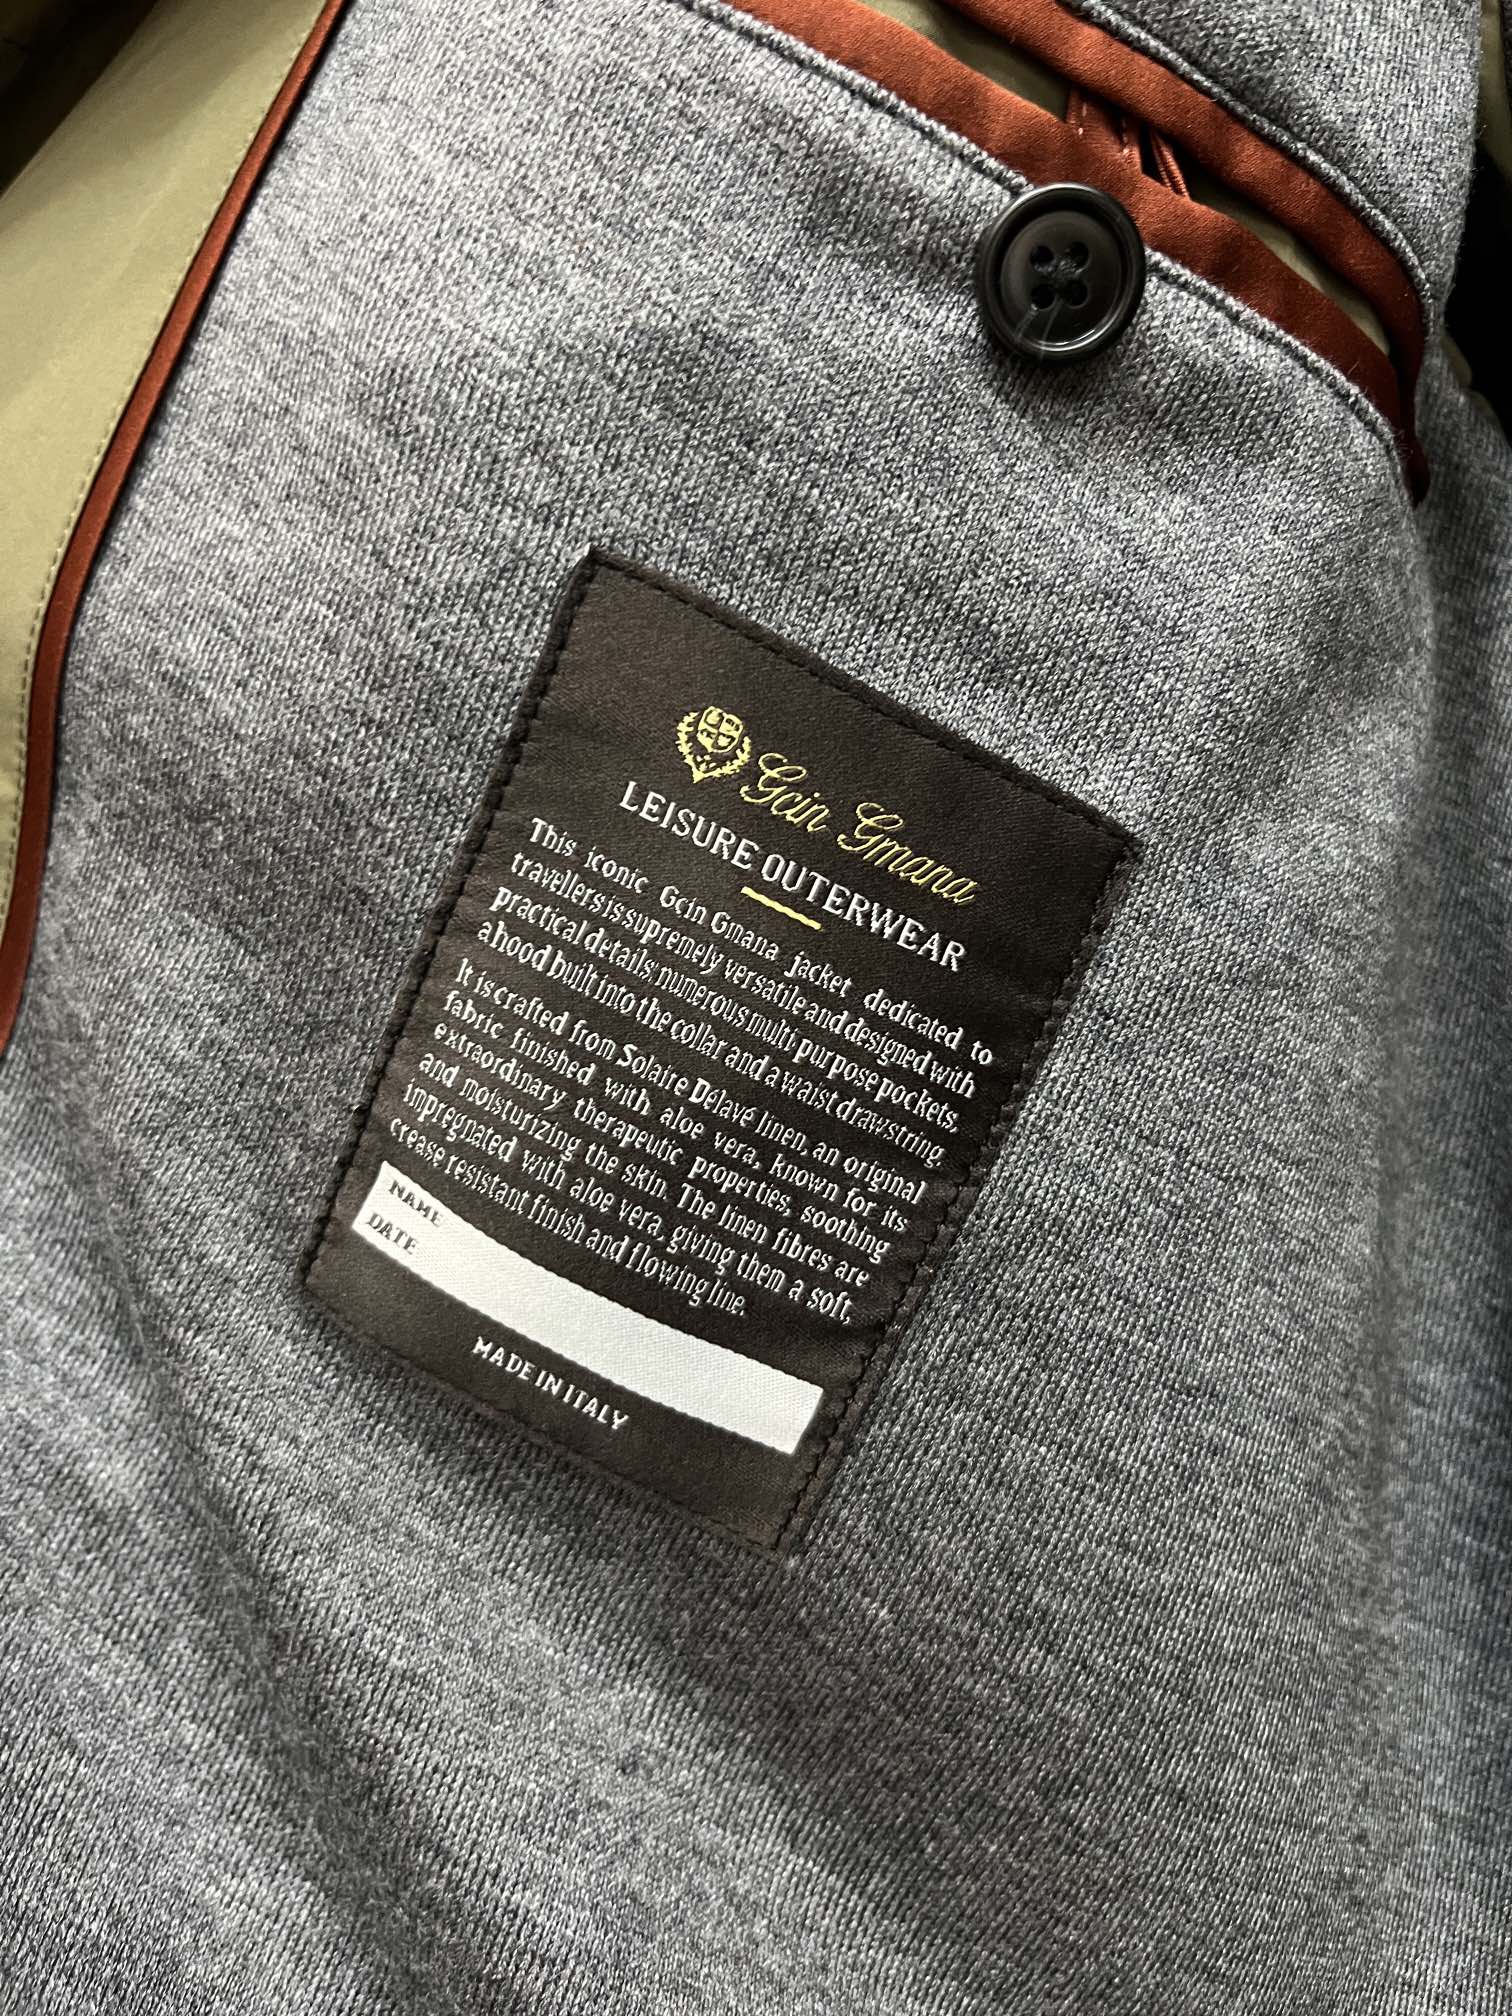 Gcin Gmana
LEISURE OUTERWEAR
This iconic Gcin Gmana jacket dedicated to
travellers is supremely versatile and designed with
practical details: numerous multi-purpose pockets,
a hood built into the collar and a waist drawstring.
It is crafted from Solaire Délavé linen, an original
fabric finished with aloe vera, known for its
extraordinary therapeutic properties, soothing
and moisturizing the skin. The linen fibres are
impregnated with aloe vera, giving them a soft,
crease resistant finish and flowing line.
NAME
DATE
MADE IN ITALY